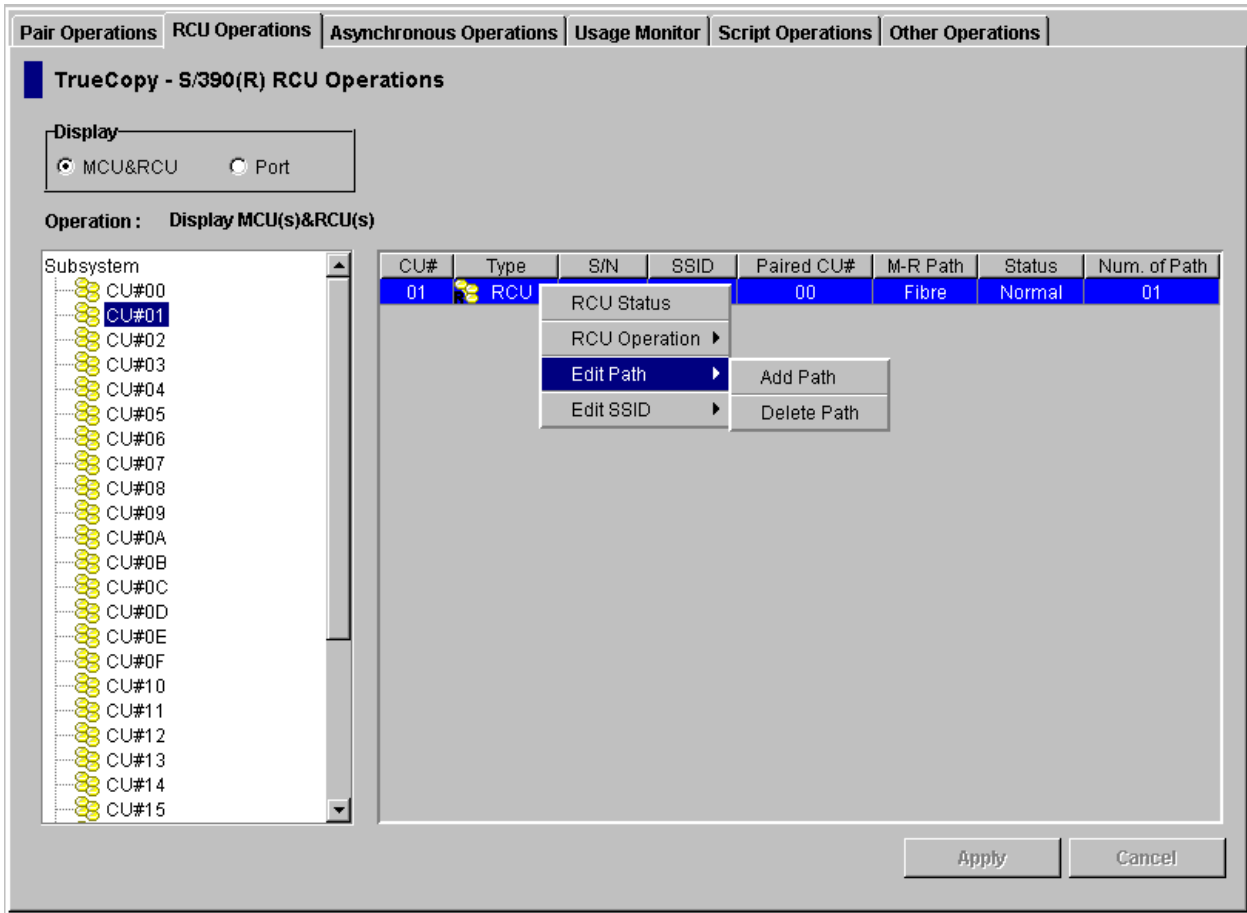 Pair Operations RCU Operations Asynchronous Operations Usage Monitor Script Operations Other Operations
TrueCopy - S/390(R) RCU Operations
Display
MCU&RCU Port
Operation : Display MCU(s)&RCU(s)
Subsystem
CU#00
CU#01
CU#02
CU#03
CU#04
CU#05
CU#06
CU#07
CU#08
CU#09
CU#0A
CU#0B
CU#0C
CU#0D
CU#0E
CU#0F
CU#10
CU#11
CU#12
CU#13
CU#14
CU#15
CU# Type S/N SSID Paired CU# M-R Path Status Num. of Path
01 R RCU 00 Fibre Normal 01
RCU Status
RCU Operation
Edit Path
Edit SSID
Add Path
Delete Path
Apply Cancel